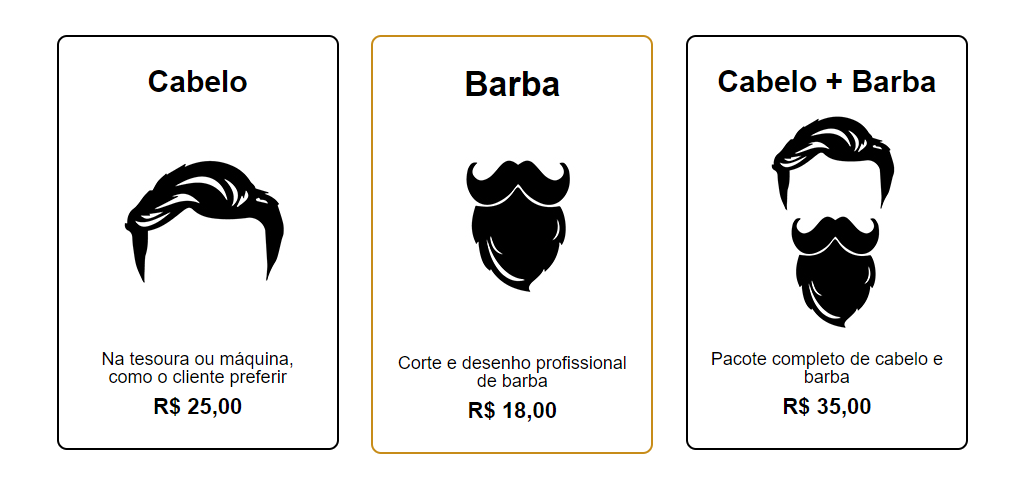 Cabelo
Na tesoura ou máquina,
como o cliente preferir
R$ 25,00
Barba
Corte e desenho profissional
de barba
R$ 18,00
Cabelo + Barba
Pacote completo de cabelo e
barba
R$ 35,00